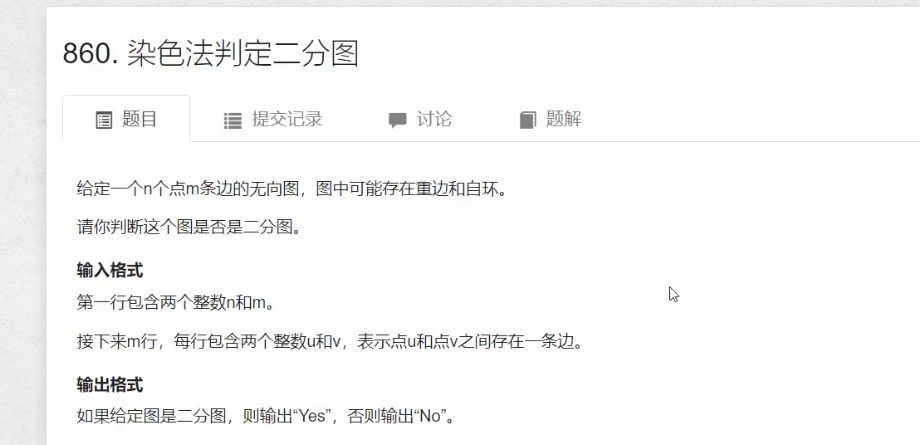 860. 染色法判定二分图
题目 提交记录 讨论 题解
给定一个n个点m条边的无向图，图中可能存在重边和自环。
请你判断这个图是否是二分图。
输入格式
第一行包含两个整数n和m。
接下来m行，每行包含两个整数u和v，表示点u和点v之间存在一条边。
输出格式
如果给定图是二分图，则输出“Yes”，否则输出“No”。